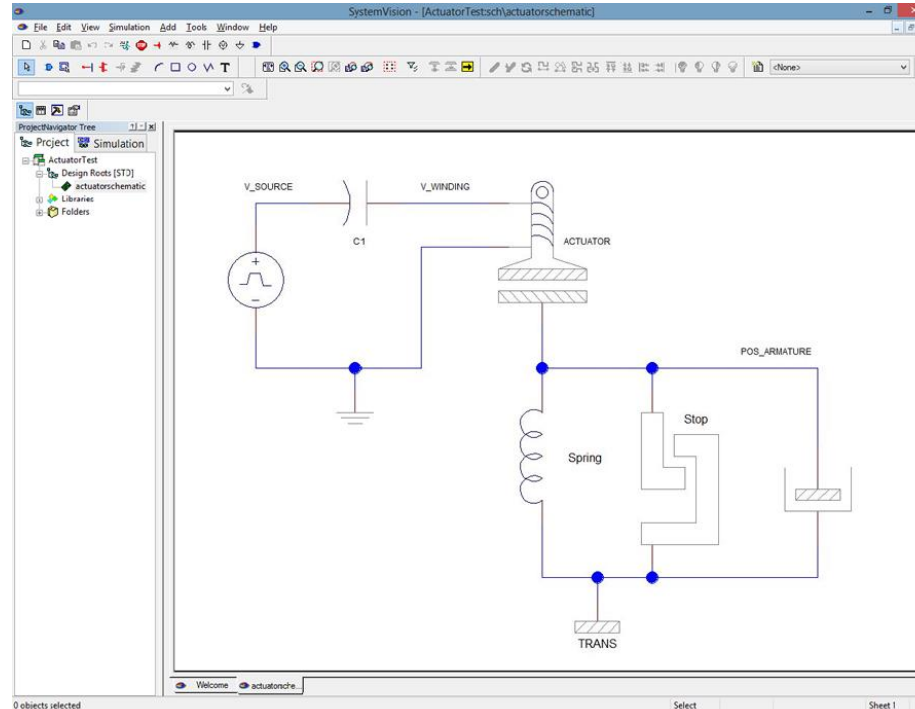 SystemVision - [ActuatorTest:sch\actuatorschematic]
File Edit View Simulation Add Tools Window Help
<None>
ProjectNavigator Tree
Project Simulation
ActuatorTest
Design Roots [STD]
actuatorschematic
Libraries
Folders
V_SOURCE
V_WINDING
C1
ACTUATOR
POS_ARMATURE
Stop
Spring
TRANS
Welcome actuatorsche...
0 objects selected
Select
Sheet 1